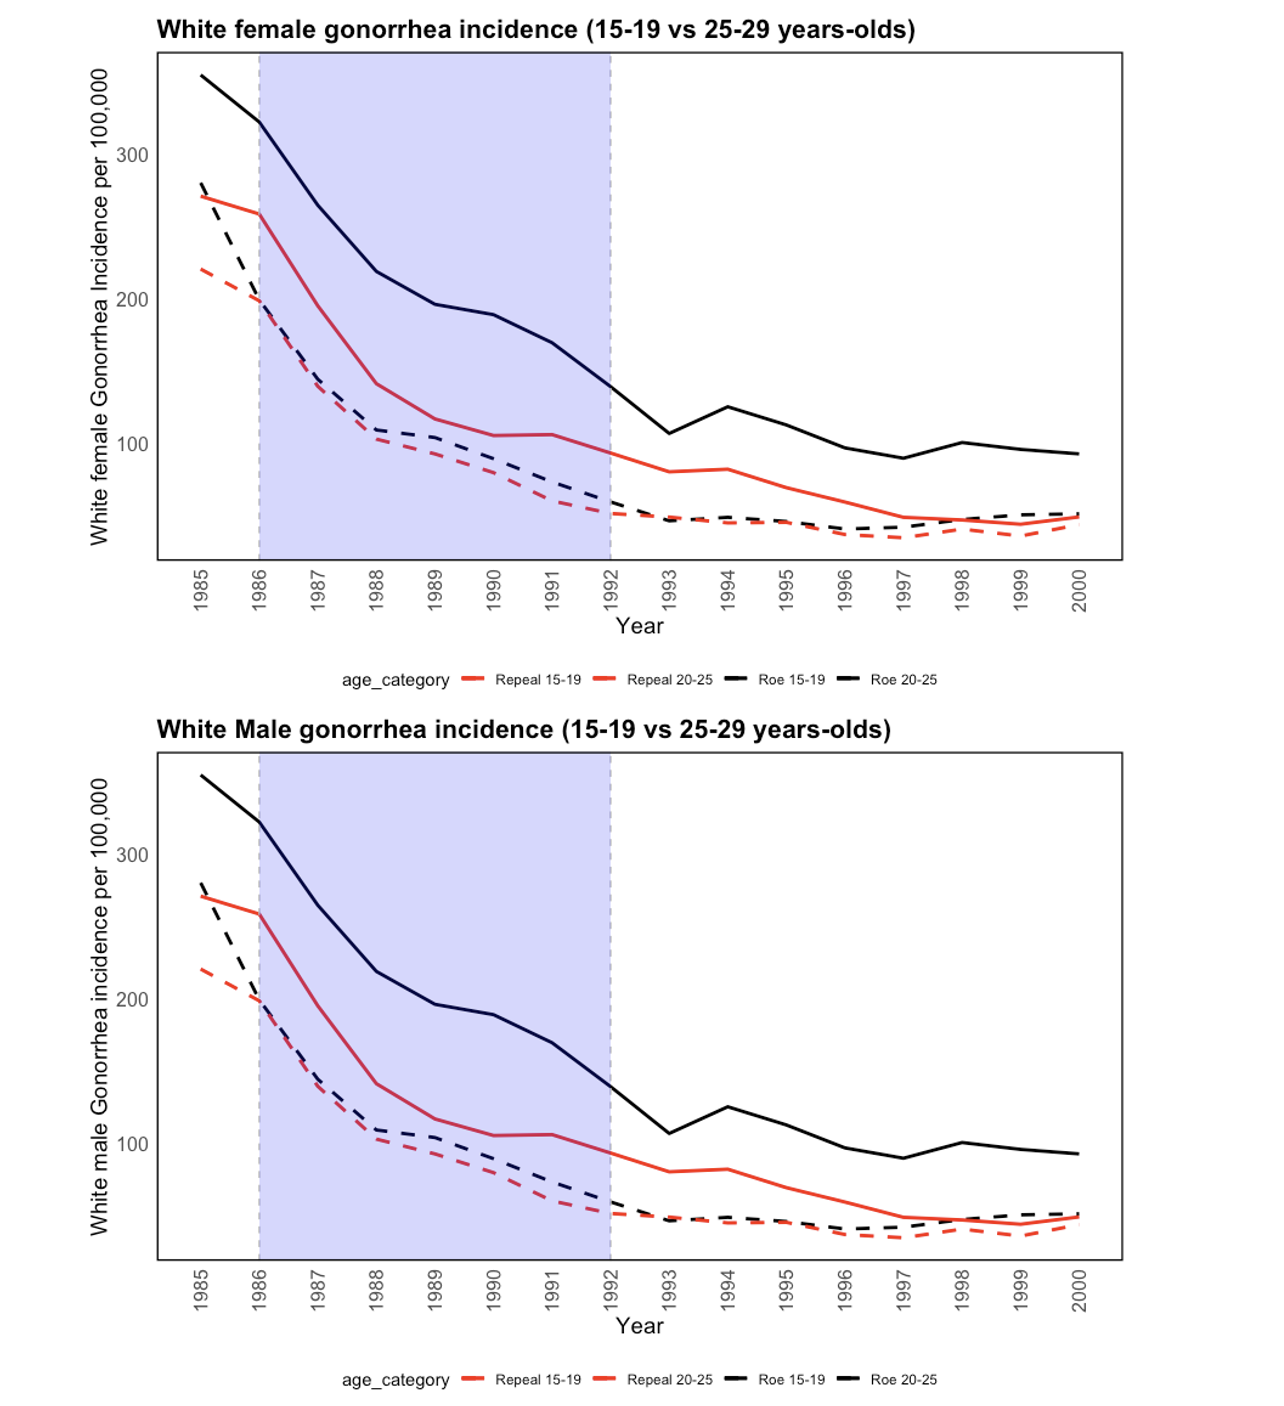 White female gonorrhea incidence (15-19 vs 25-29 years-olds)
White female Gonorrhea Incidence per 100,000
300
200
100
1985 1986 1987 1988 1989 1990 1991 1992 1993 1994 1995 1996 1997 1998 1999 2000
Year
age_category Repeal 15-19 Repeal 20-25 Roe 15-19 Roe 20-25
White Male gonorrhea incidence (15-19 vs 25-29 years-olds)
White male Gonorrhea incidence per 100,000
300
200
100
1985 1986 1987 1988 1989 1990 1991 1992 1993 1994 1995 1996 1997 1998 1999 2000
Year
age_category Repeal 15-19 Repeal 20-25 Roe 15-19 Roe 20-25